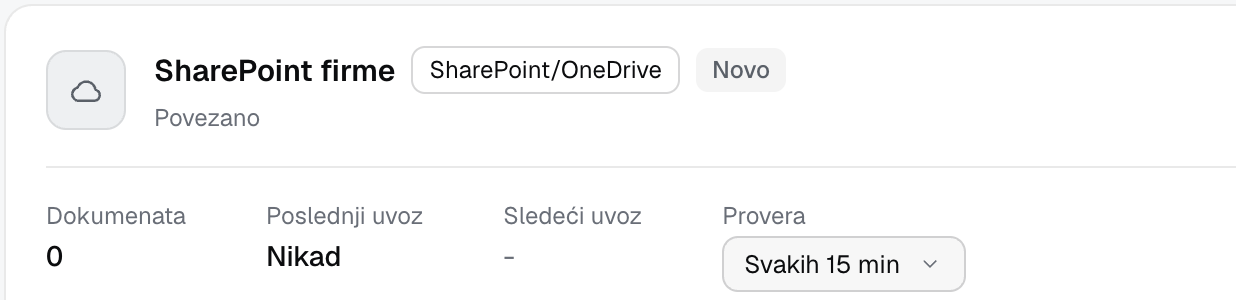 SharePoint firme SharePoint/OneDrive Novo
Povezano
Dokumenata Poslednji uvoz Sledeći uvoz Provera
0 Nikad - Svakih 15 min